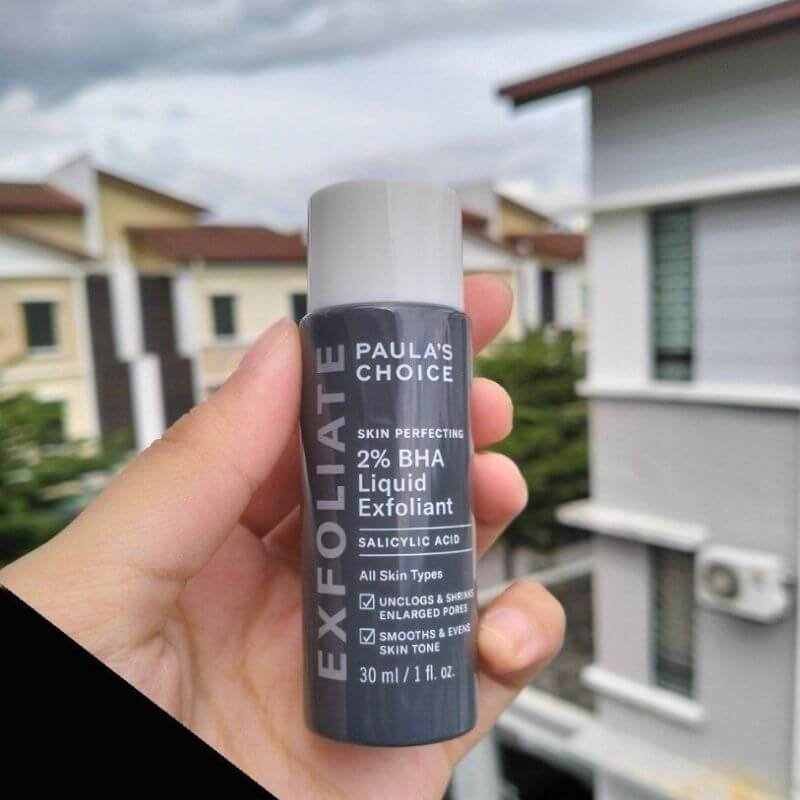 EXFOLIATE
PAULA'S
CHOICE
SKIN PERFECTING
2% BHA
Liquid
Exfoliant
SALICYLIC ACID
All Skin Types
UNCLOGS & SHRINKS
ENLARGED PORES
SMOOTHS & EVENS
SKIN TONE
30 ml / 1 fl. oz.